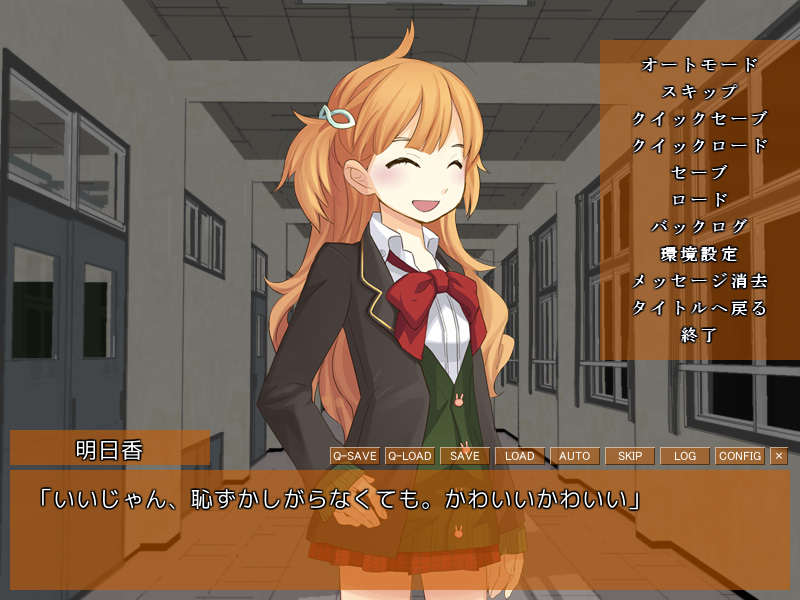 オートモード
スキップ
クイックセーブ
クイックロード
セーブ
ロード
バックログ
環境設定
メッセージ消去
タイトルへ戻る
終了
明日香
Q-SAVE Q-LOAD SAVE LOAD AUTO SKIP LOG CONFIG ×
「いいじゃん、恥ずかしがらなくても。かわいいかわいい」